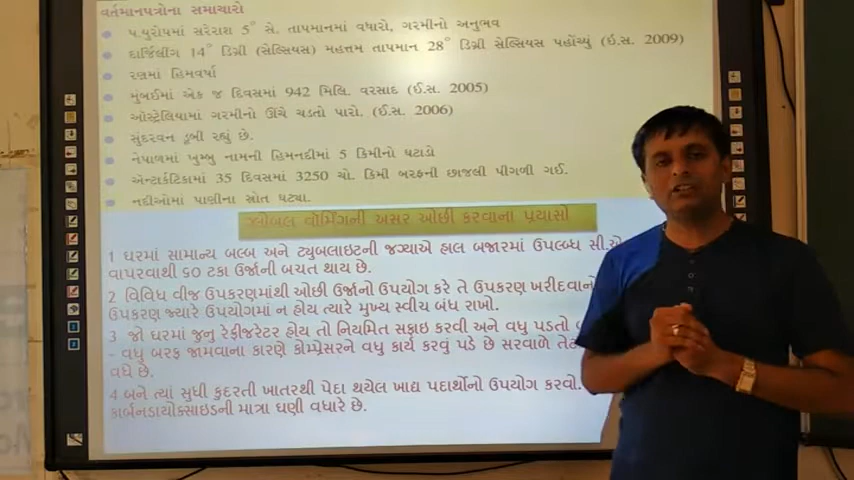 વર્તમાનપત્રોના સમાચારો
પ.યુરોપમાં સરેરાશ 5° સે. તાપમાનમાં વધારો, ગરમીનો અનુભવ
દાર્જિલીંગ 14° ડિગ્રી (સેલ્સિયસ) મહત્તમ તાપમાન 28° ડિગ્રી સેલ્સિયસ પહોંચ્યું (ઈ.સ. 2009)
રણમાં હિમવર્ષા
મુંબઈમાં એક જ દિવસમાં 942 મિલિ. વરસાદ (ઈ.સ. 2005)
ઑસ્ટ્રેલિયામાં ગરમીનો ઊંચે ચડતો પારો. (ઈ.સ. 2006)
સુંદરવન ડૂબી રહ્યું છે.
નેપાળમાં ખુમ્બુ નામની હિમનદીમાં 5 કિમીનો ઘટાડો
એન્ટાર્કટિકામાં 35 દિવસમાં 3250 ચો. કિમી બરફની છાજલી પીગળી ગઈ.
નદીઓમાં પાણીના સ્રોત ઘટ્યા.
ગ્લોબલ વોર્મિંગની અસર ઓછી કરવાના પ્રયાસો
1 ઘરમાં સામાન્ય બલ્બ અને ટ્યુબલાઇટની જગ્યાએ હાલ બજારમાં ઉપલબ્ધ સી.એ
વાપરવાથી ૬૦ ટકા ઉર્જાની બચત થાય છે.
2 વિવિધ વીજ ઉપકરણમાંથી ઓછી ઉર્જાનો ઉપયોગ કરે તે ઉપકરણ ખરીદવાને
ઉપકરણ જ્યારે ઉપયોગમાં ન હોય ત્યારે મુખ્ય સ્વીચ બંધ રાખો.
3 જો ઘરમાં જુનુ રેફ્રીજરેટર હોય તો નિયમિત સફાઇ કરવી અને વધુ પડતો
- વધુ બરફ જામવાના કારણે કોમ્પ્રેસરને વધુ કાર્ય કરવું પડે છે સરવાળે
વધે છે.
4 બને ત્યાં સુધી કુદરતી ખાતરથી પેદા થયેલ ખાદ્ય પદાર્થોનો ઉપયોગ કરવો.
કાર્બનડાયોક્સાઇડની માત્રા ઘણી વધારે છે.